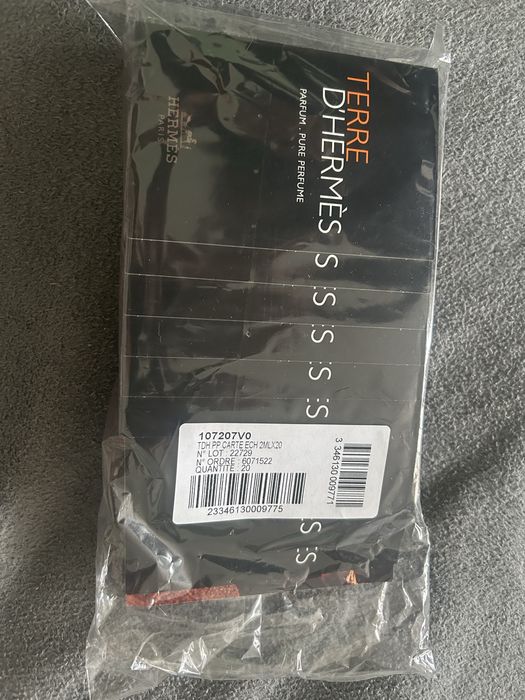 TERRE
D'HERMÈS
PARFUM . PURE PERFUME
HERMÈS
PARIS
S
:S
:S
:S
:S
107207V0
TDH PP CARTE ECH 2MLX20
N° LOT : 22729
N° ORDRE : 6071522
QUANTITE : 20
23346130009775
3 346130 009771
S
:S